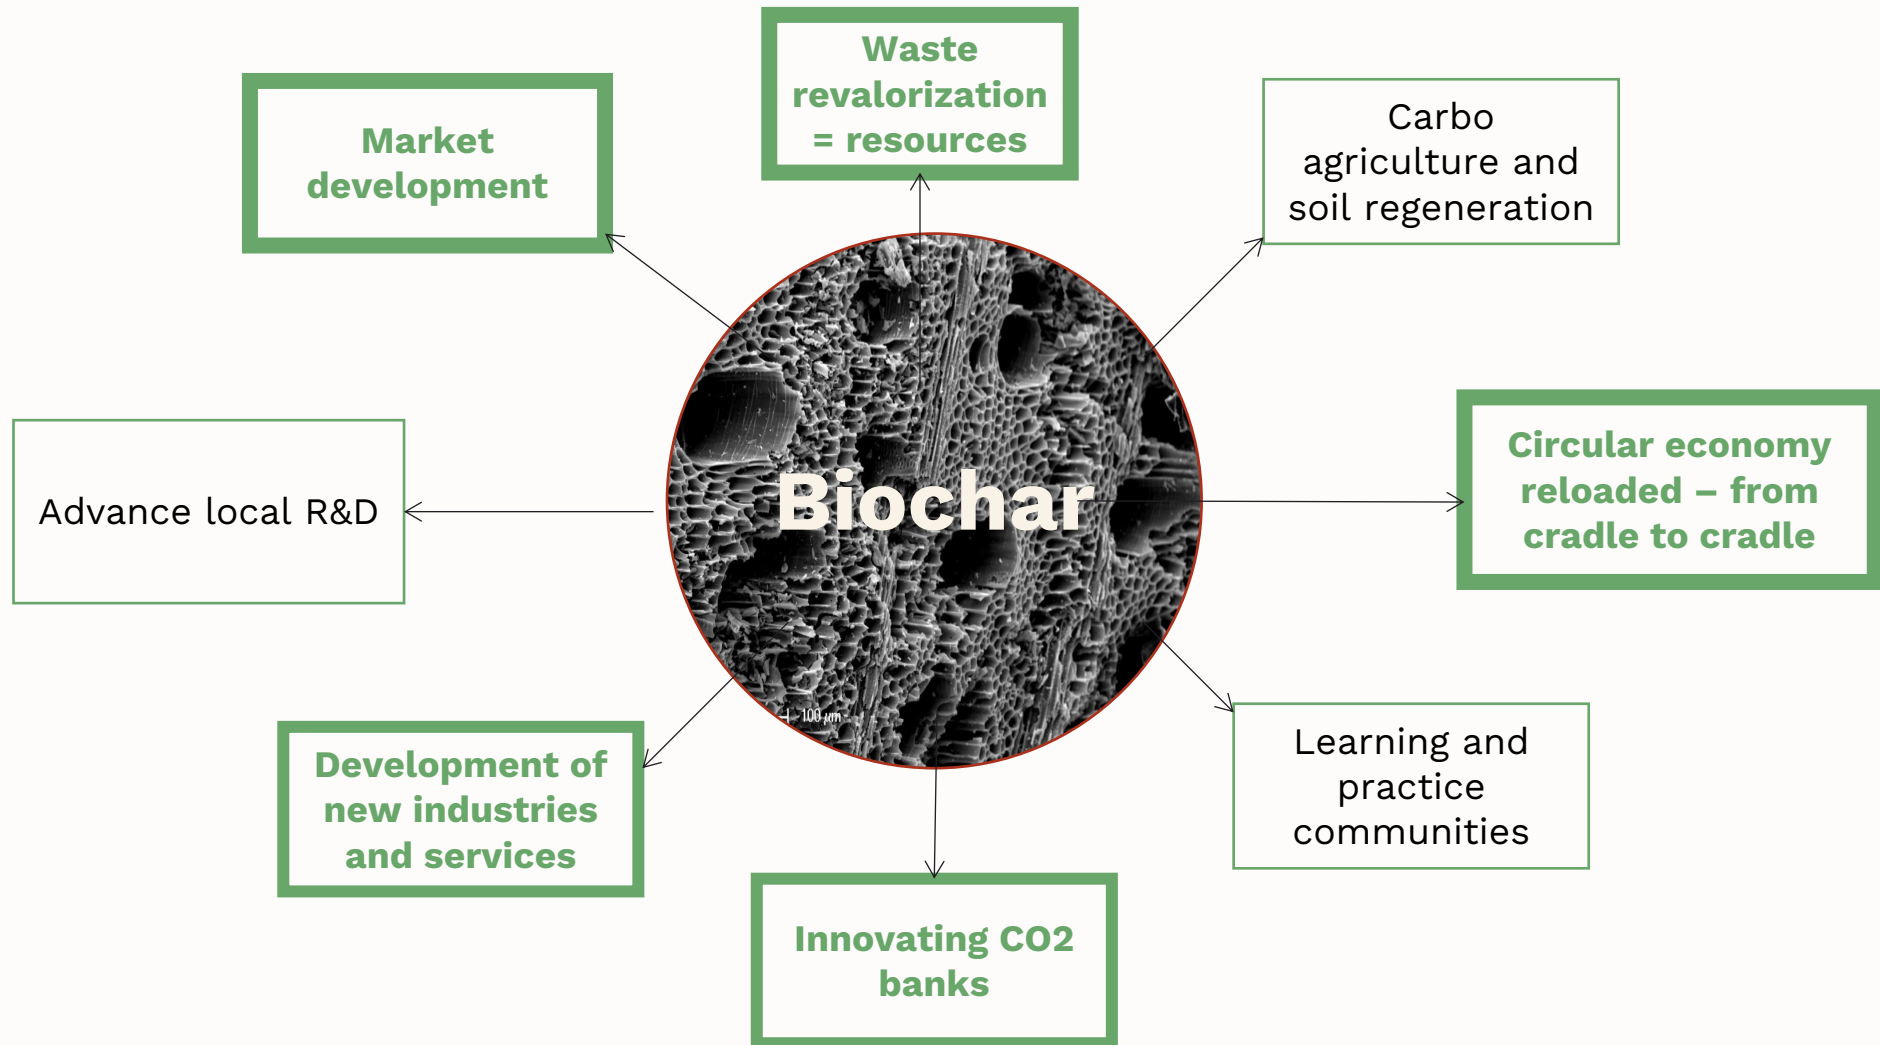 Waste
revalorization
= resources
Market
development
Carbo
agriculture and
soil regeneration
Circular economy
reloaded – from
cradle to cradle
Advance local R&D
Biochar
100 µm
Development of
new industries
and services
Learning and
practice
communities
Innovating CO2
banks